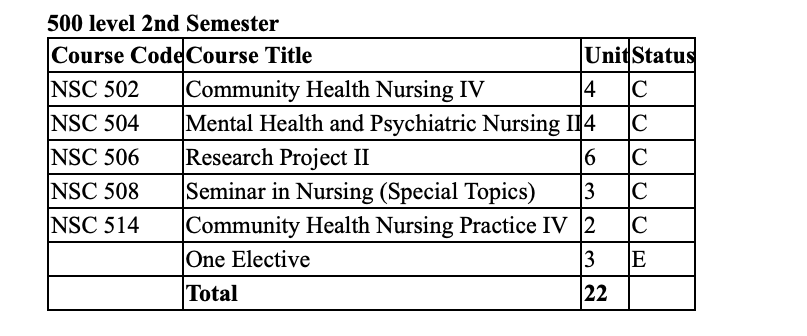 500 level 2nd Semester
Course Code Course Title Unit Status
NSC 502 Community Health Nursing IV 4 C
NSC 504 Mental Health and Psychiatric Nursing II 4 C
NSC 506 Research Project II 6 C
NSC 508 Seminar in Nursing (Special Topics) 3 C
NSC 514 Community Health Nursing Practice IV 2 C
One Elective 3 E
Total 22